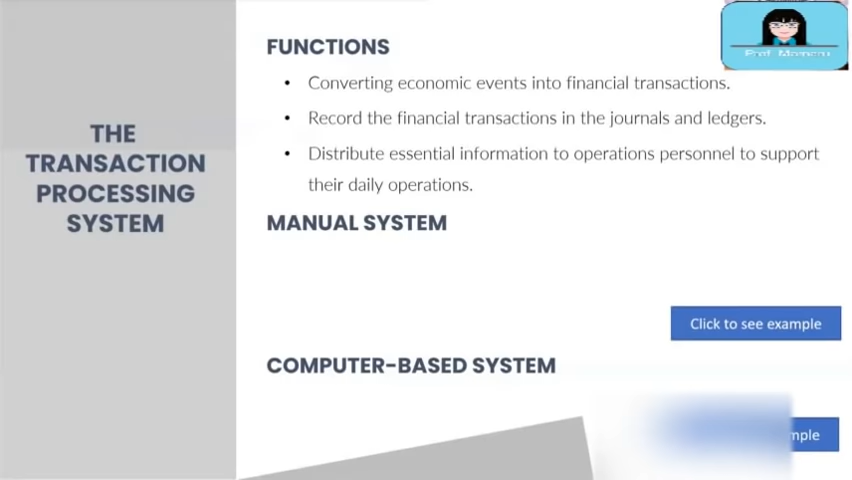 THE
TRANSACTION
PROCESSING
SYSTEM
FUNCTIONS
• Converting economic events into financial transactions.
• Record the financial transactions in the journals and ledgers.
• Distribute essential information to operations personnel to support
their daily operations.
MANUAL SYSTEM
Click to see example
COMPUTER-BASED SYSTEM
Prof.